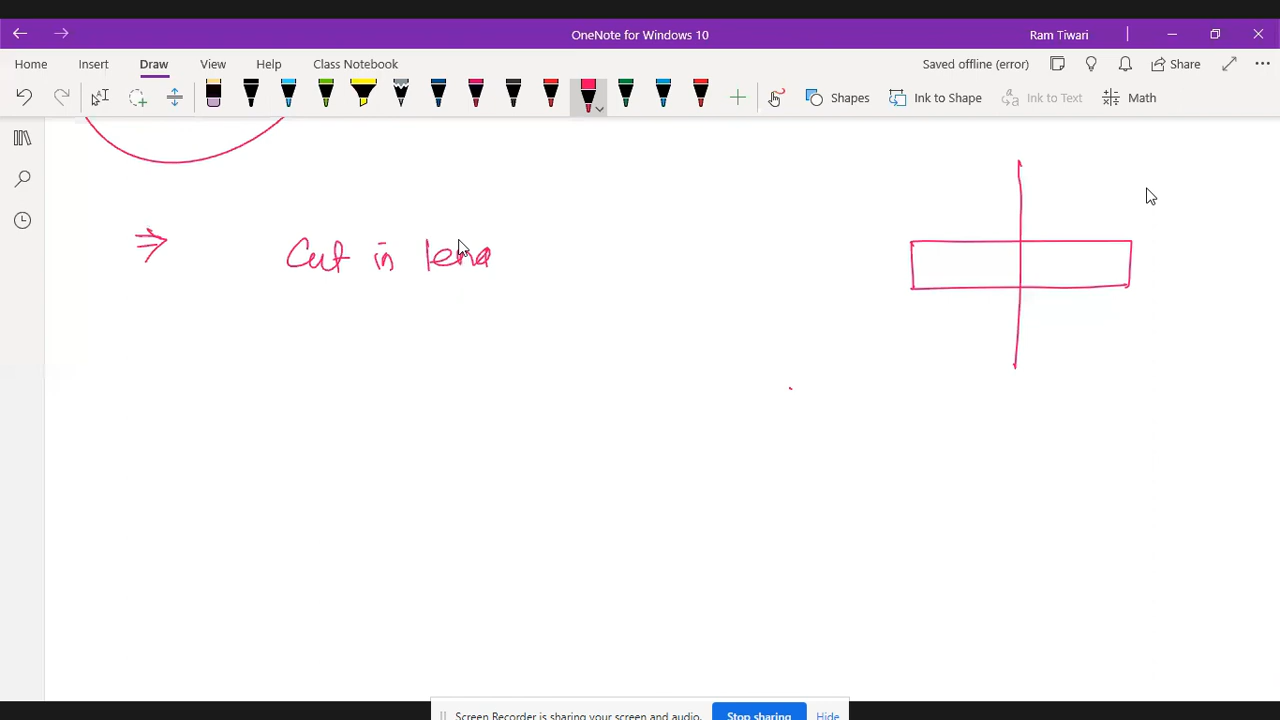 OneNote for Windows 10
Ram Tiwari
Home Insert Draw View Help Class Notebook
Saved offline (error) Share
Shapes Ink to Shape Ink to Text Math
⇒ Cut in
Screen Recorder is sharing your screen and audio. Stop sharing Hide